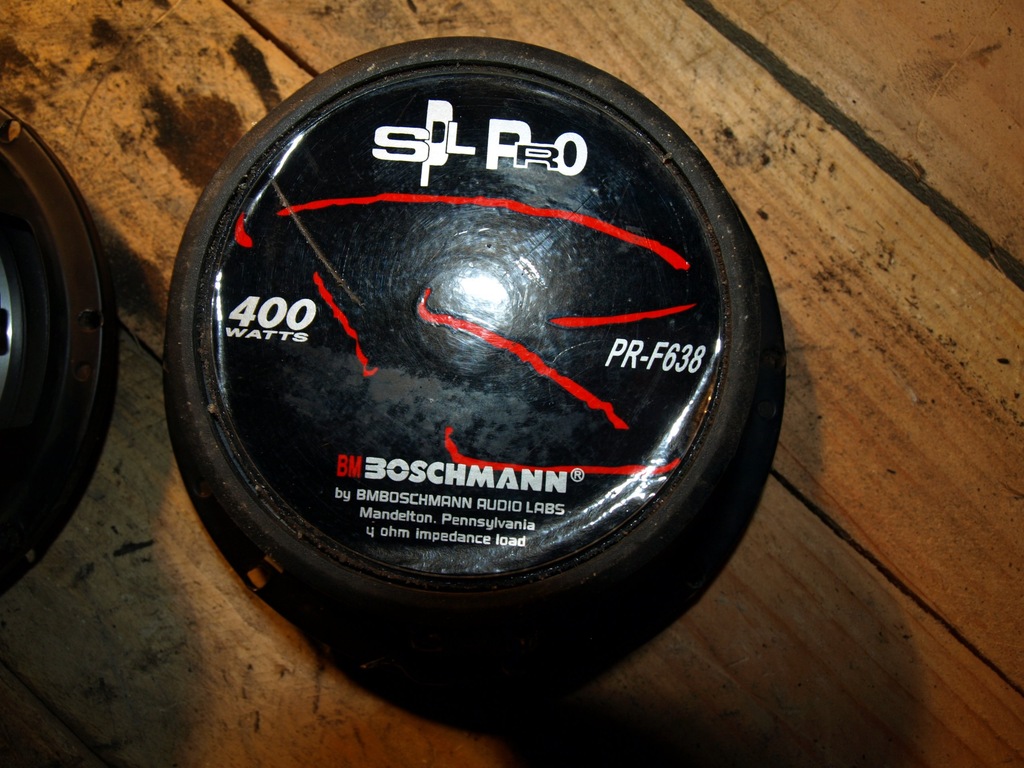 SPL PRO
400
WATTS
PR-F638
BM BOSCHMANN®
by BMBOSCHMANN AUDIO LABS
Mandelton, Pennsylvania
4 ohm impedance load